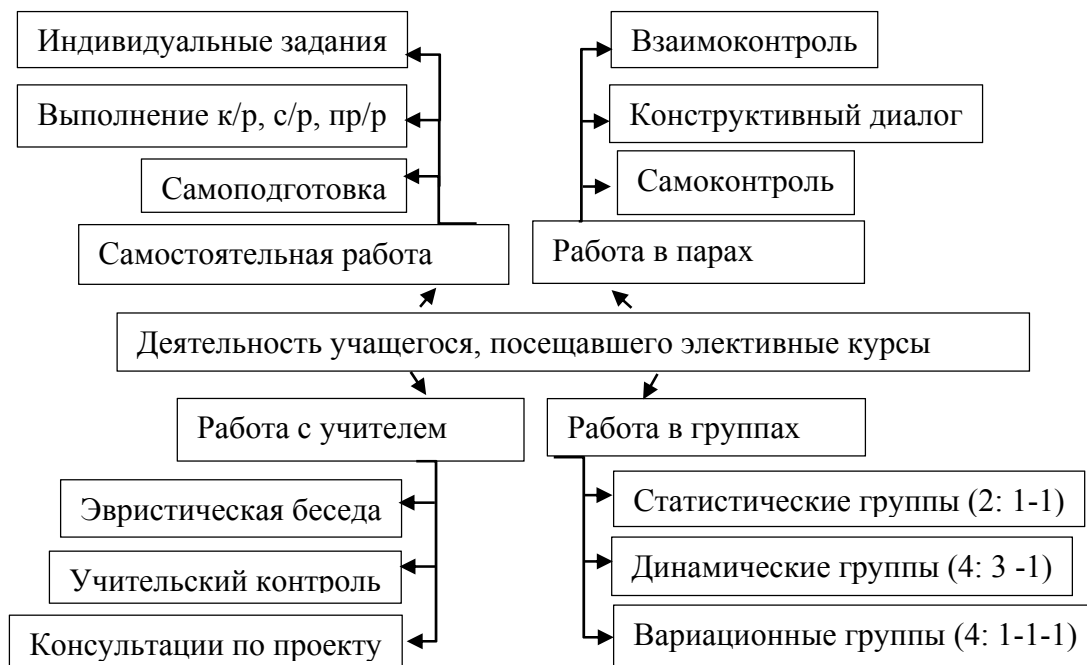 Индивидуальные задания
Взаимоконтроль
Выполнение к/р, с/р, пр/р
Конструктивный диалог
Самоподготовка
Самоконтроль
Самостоятельная работа
Работа в парах
Деятельность учащегося, посещавшего элективные курсы
Работа с учителем
Работа в группах
Эвристическая беседа
Статистические группы (2: 1-1)
Учительский контроль
Динамические группы (4: 3 -1)
Консультации по проекту
Вариационные группы (4: 1-1-1)